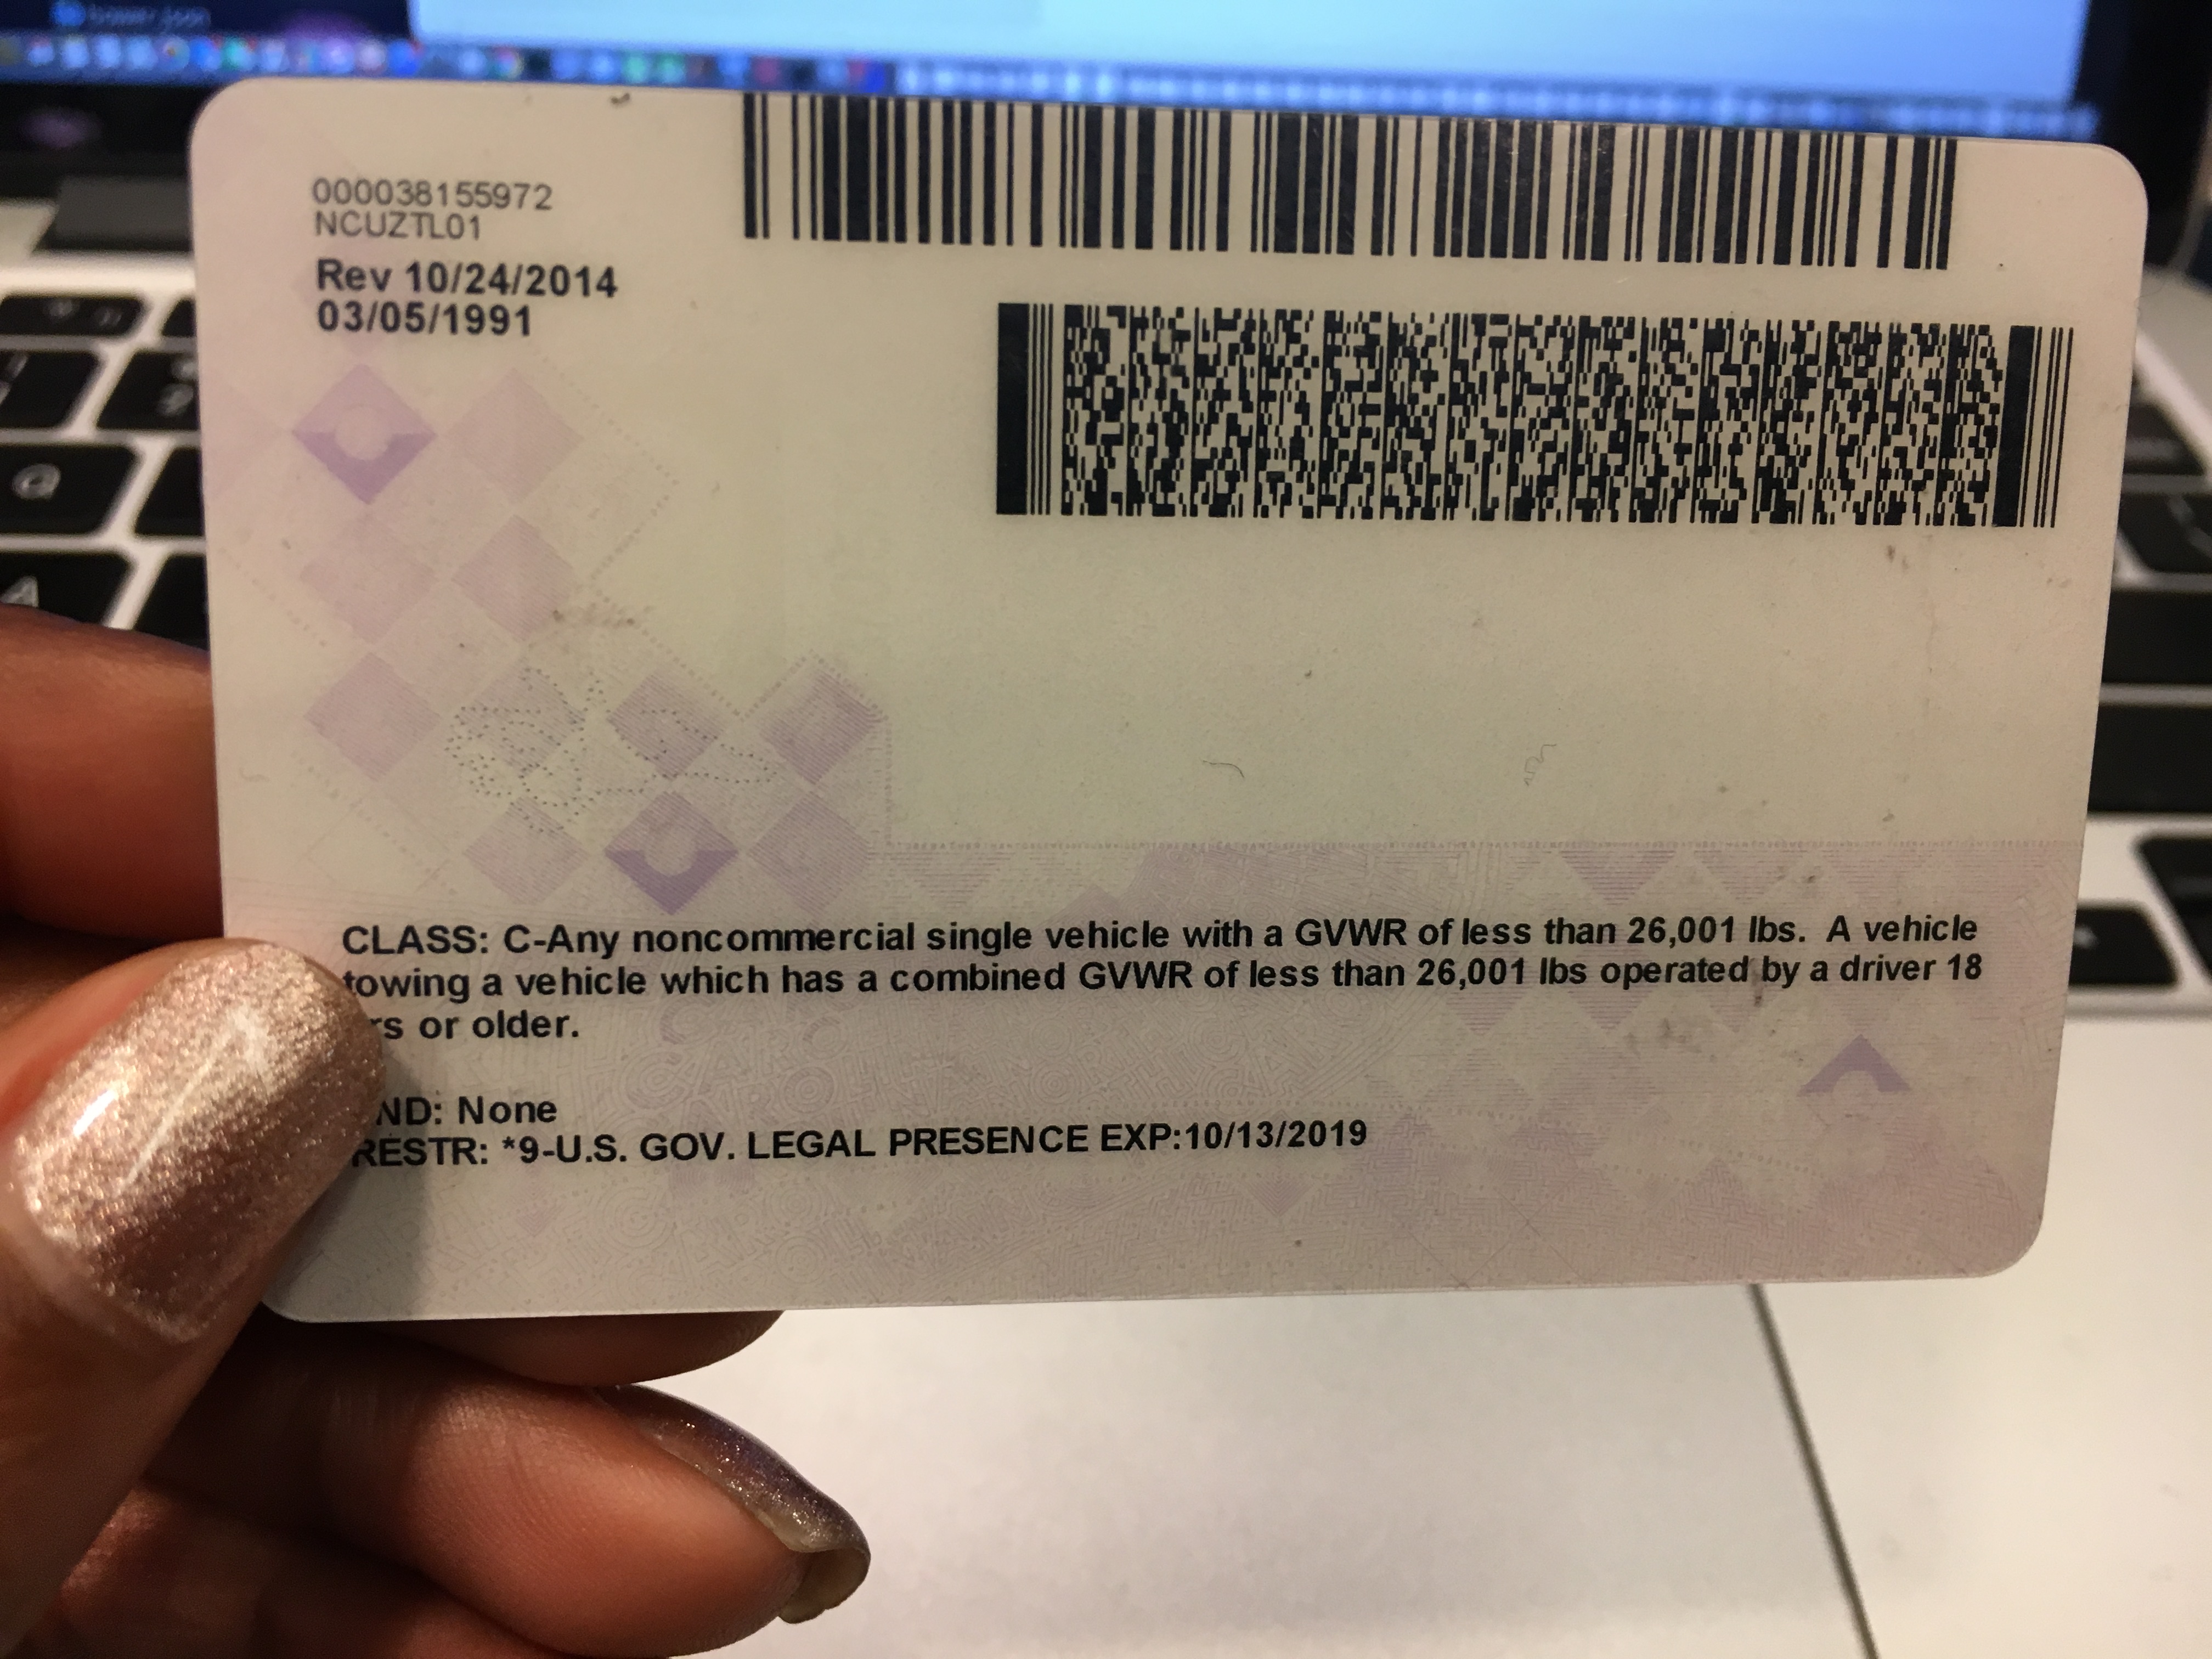 bower.json
000038155972
NCUZTL01
Rev 10/24/2014
03/05/1991
CLASS: C-Any noncommercial single vehicle with a GVWR of less than 26,001 lbs. A vehicle
towing a vehicle which has a combined GVWR of less than 26,001 lbs operated by a driver 18
rs or older.
ND: None
RESTR: *9-U.S. GOV. LEGAL PRESENCE EXP:10/13/2019
Q
A